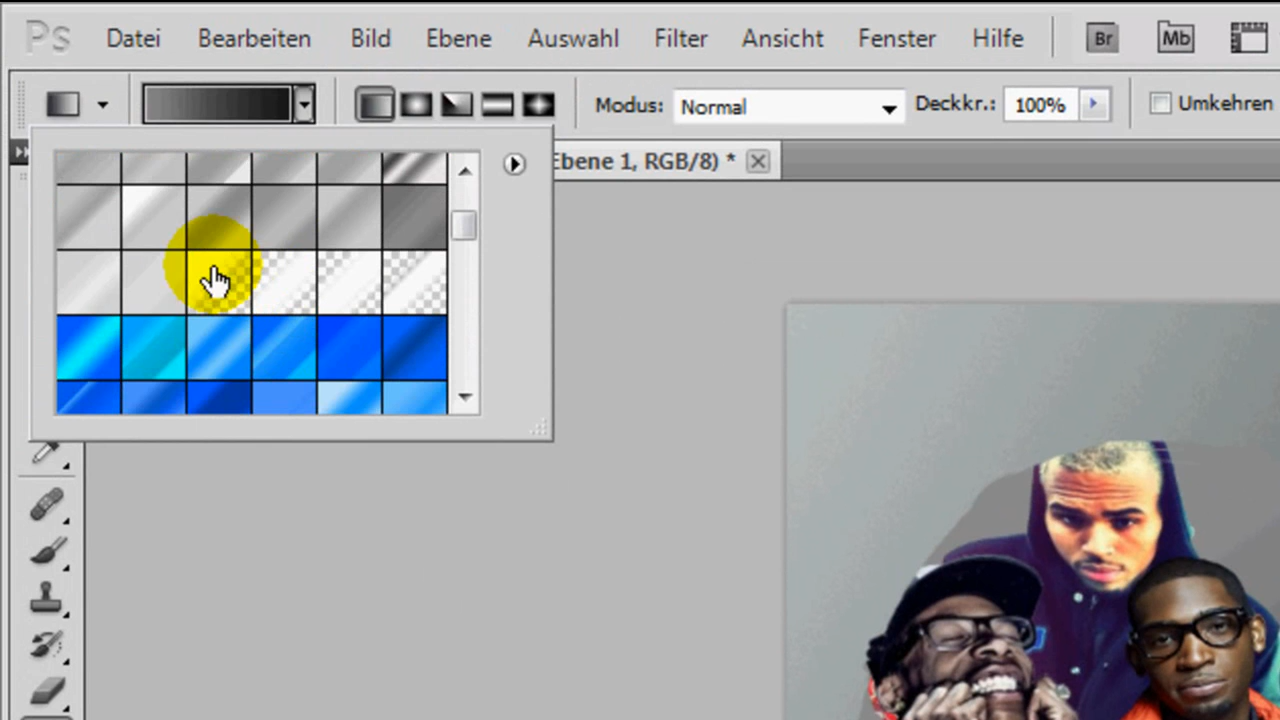 Ps Datei Bearbeiten Bild Ebene Auswahl Filter Ansicht Fenster Hilfe Br Mb
Modus: Normal Deckkr.: 100% Umkehren
Ebene 1, RGB/8) *